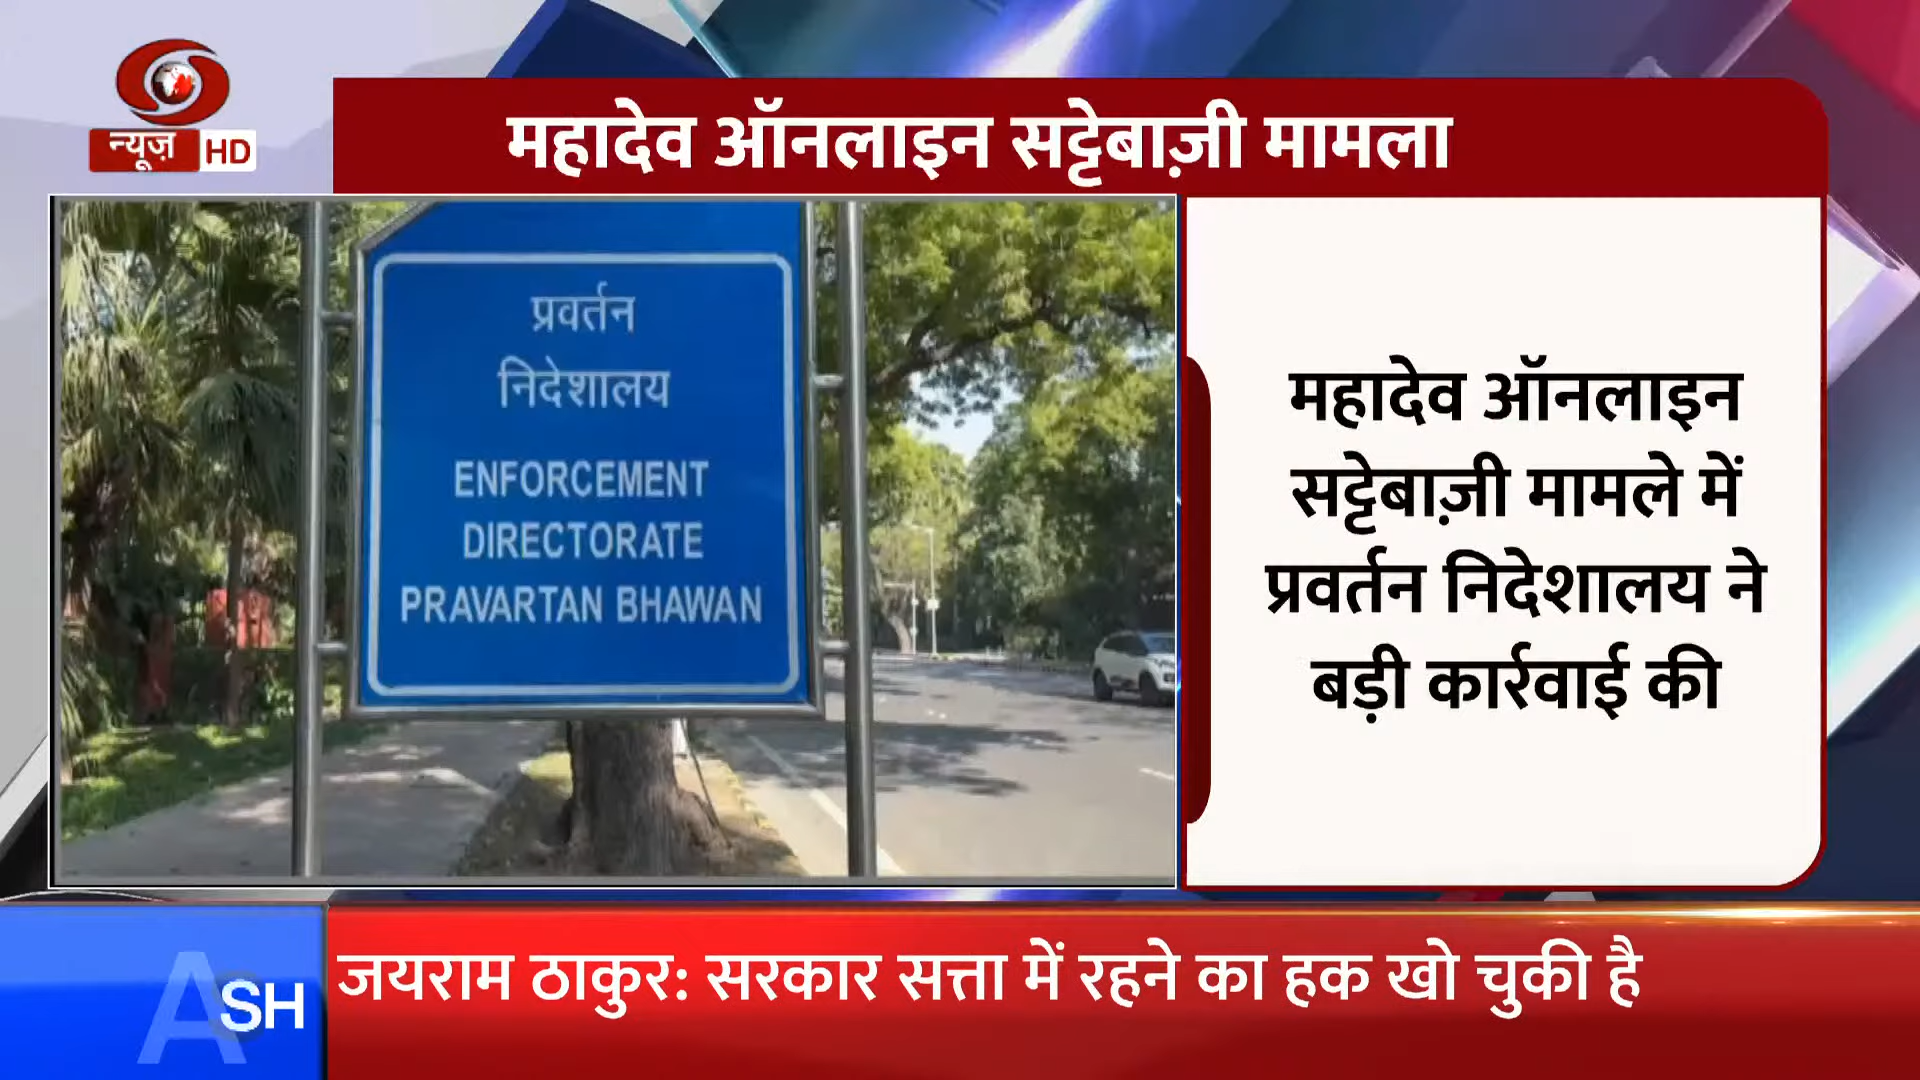 न्यूज़ HD
महादेव ऑनलाइन सट्टेबाज़ी मामला
प्रवर्तन
निदेशालय
ENFORCEMENT
DIRECTORATE
PRAVARTAN BHAWAN
महादेव ऑनलाइन
सट्टेबाज़ी मामले में
प्रवर्तन निदेशालय ने
बड़ी कार्रवाई की
ASH
जयराम ठाकुर: सरकार सत्ता में रहने का हक खो चुकी है